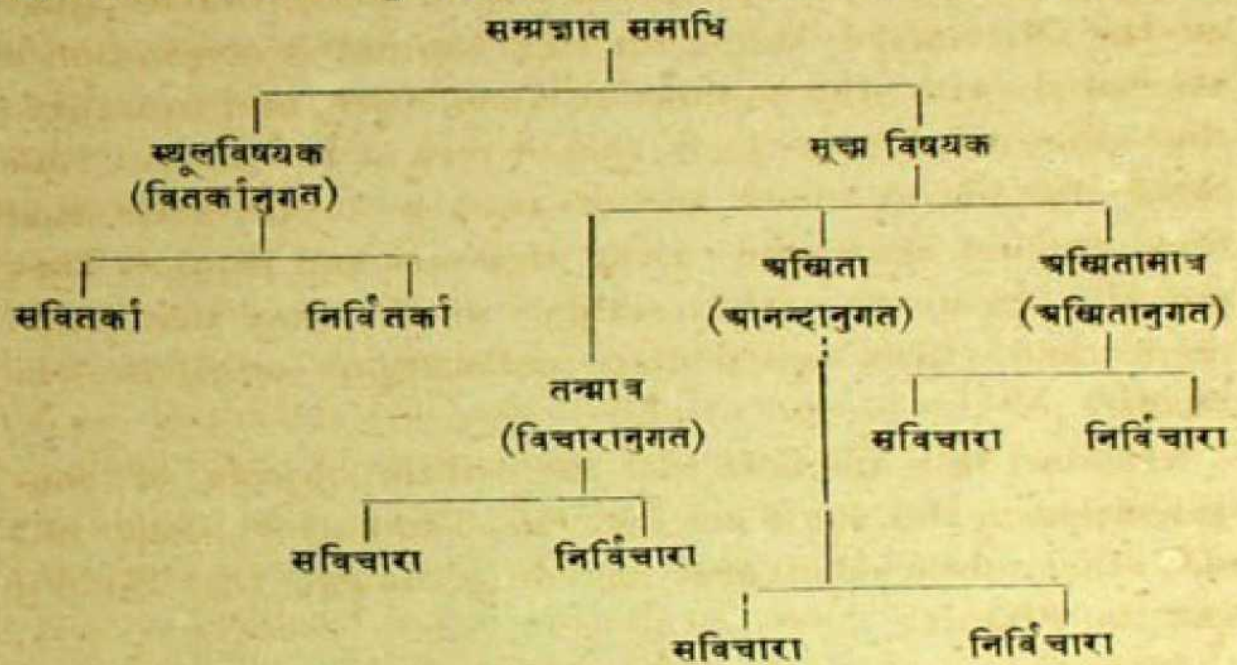 सम्प्रज्ञात समाधि
स्थूलविषयक
(वितर्कानुगत)
सूक्ष्म विषयक
सवितर्का
निर्वितर्का
अस्मिता
(आनन्दानुगत)
अस्मितामात्र
(अस्मितानुगत)
तन्मात्र
(विचारानुगत)
सविचारा
निर्विचारा
सविचारा
निर्विचारा
सविचारा
निर्विचारा